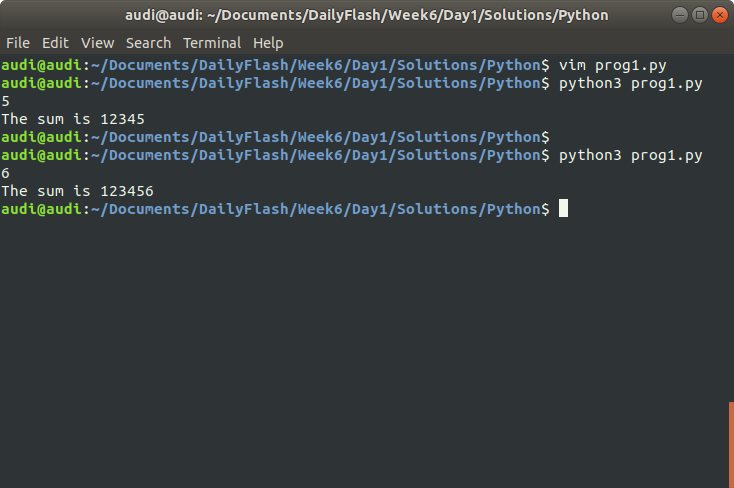 audi@audi: ~/Documents/DailyFlash/Week6/Day1/Solutions/Python
File Edit View Search Terminal Help
audi@audi:~/Documents/DailyFlash/Week6/Day1/Solutions/Python$ vim prog1.py
audi@audi:~/Documents/DailyFlash/Week6/Day1/Solutions/Python$ python3 prog1.py
5
The sum is 12345
audi@audi:~/Documents/DailyFlash/Week6/Day1/Solutions/Python$
audi@audi:~/Documents/DailyFlash/Week6/Day1/Solutions/Python$ python3 prog1.py
6
The sum is 123456
audi@audi:~/Documents/DailyFlash/Week6/Day1/Solutions/Python$